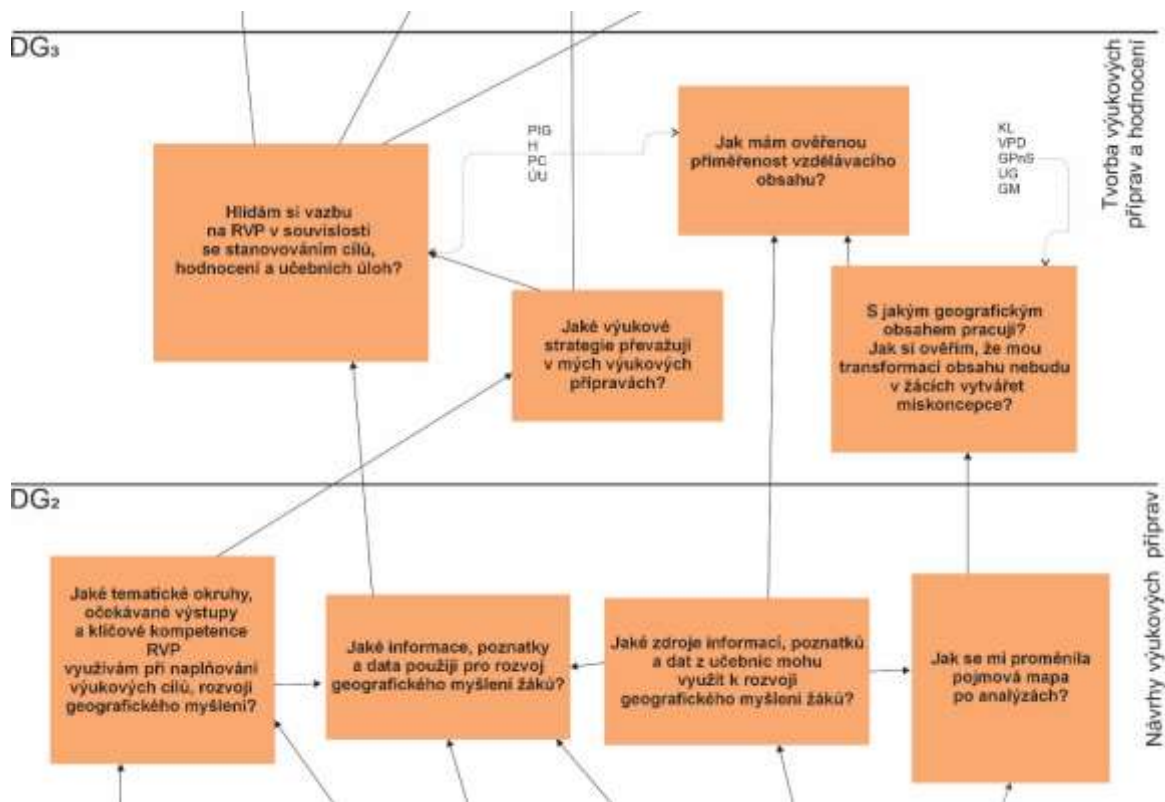 DG₃
Tvorba výukových
příprav a hodnocení
PIG
H
PC
ÚU
Jak mám ověřenou
přiměřenost vzdělávacího
obsahu?
KL
VPD
GPnS
UG
GM
Hlídám si vazbu
na RVP v souvislosti
se stanovováním cílů,
hodnocení a učebních úloh?
Jaké výukové
strategie převažují
v mých výukových
přípravách?
S jakým geografickým
obsahem pracuji?
Jak si ověřím, že mou
transformací obsahu nebudu
v žácích vytvářet
miskoncepce?
DG₂
Návrhy výukových příprav
Jaké tematické okruhy,
očekávané výstupy
a klíčové kompetence
RVP
využívám při naplňování
výukových cílů, rozvoji
geografického myšlení?
Jaké informace, poznatky
a data použiji pro rozvoj
geografického myšlení žáků?
Jaké zdroje informací, poznatků
a dat z učebnic mohu
využít k rozvoji
geografického myšlení žáků?
Jak se mi proměnila
pojmová mapa
po analýzách?